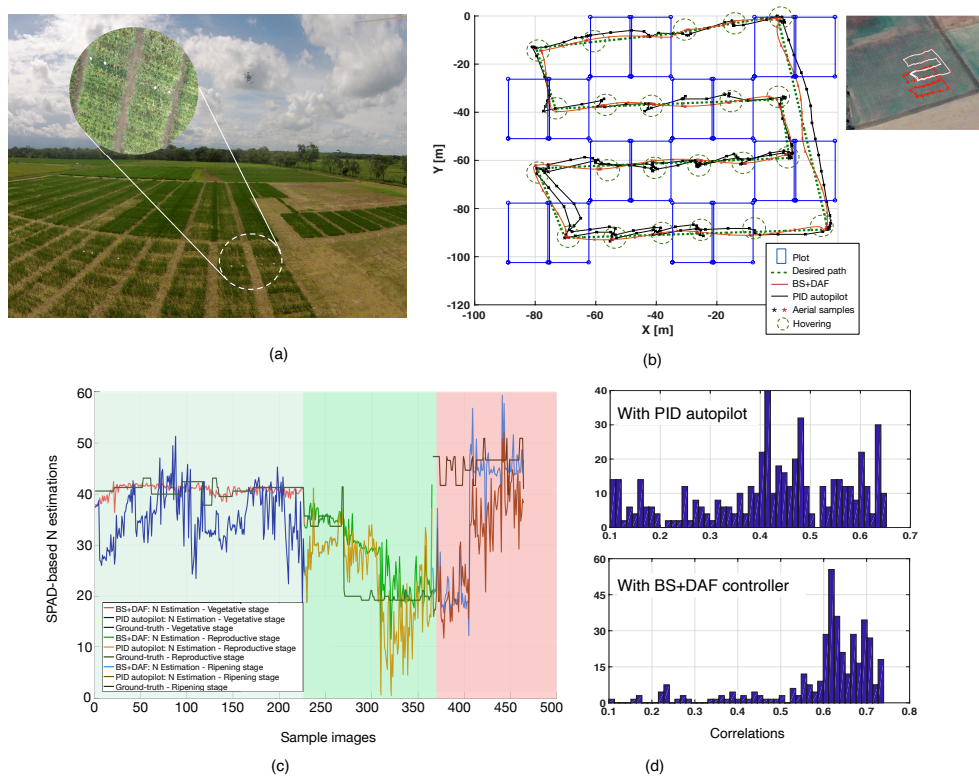 0
-20
-40
-60
-80
-100
-120
Y [m]
-100
-80
-60
-40
-20
X [m]
Plot
Desired path
BS+DAF
PID autopilot
Aerial samples
Hovering
(a)
(b)
60
50
40
30
20
10
0
SPAD-based N estimations
BS+DAF: N Estimation - Vegetative stage
PID autopilot: N Estimation - Vegetative stage
Ground-truth - Vegetative stage
BS+DAF: N Estimation - Reproductive stage
PID autopilot: N Estimation - Reproductive stage
Ground-truth - Reproductive stage
BS+DAF: N Estimation - Ripening stage
PID autopilot: N Estimation - Ripening stage
Ground-truth - Ripening stage
0 50 100 150 200 250 300 350 400 450 500
Sample images
(c)
40
30
20
10
0
With PID autopilot
0.1 0.2 0.3 0.4 0.5 0.6 0.7
60
45
30
15
With BS+DAF controller
0.1 0.2 0.3 0.4 0.5 0.6 0.7 0.8
Correlations
(d)